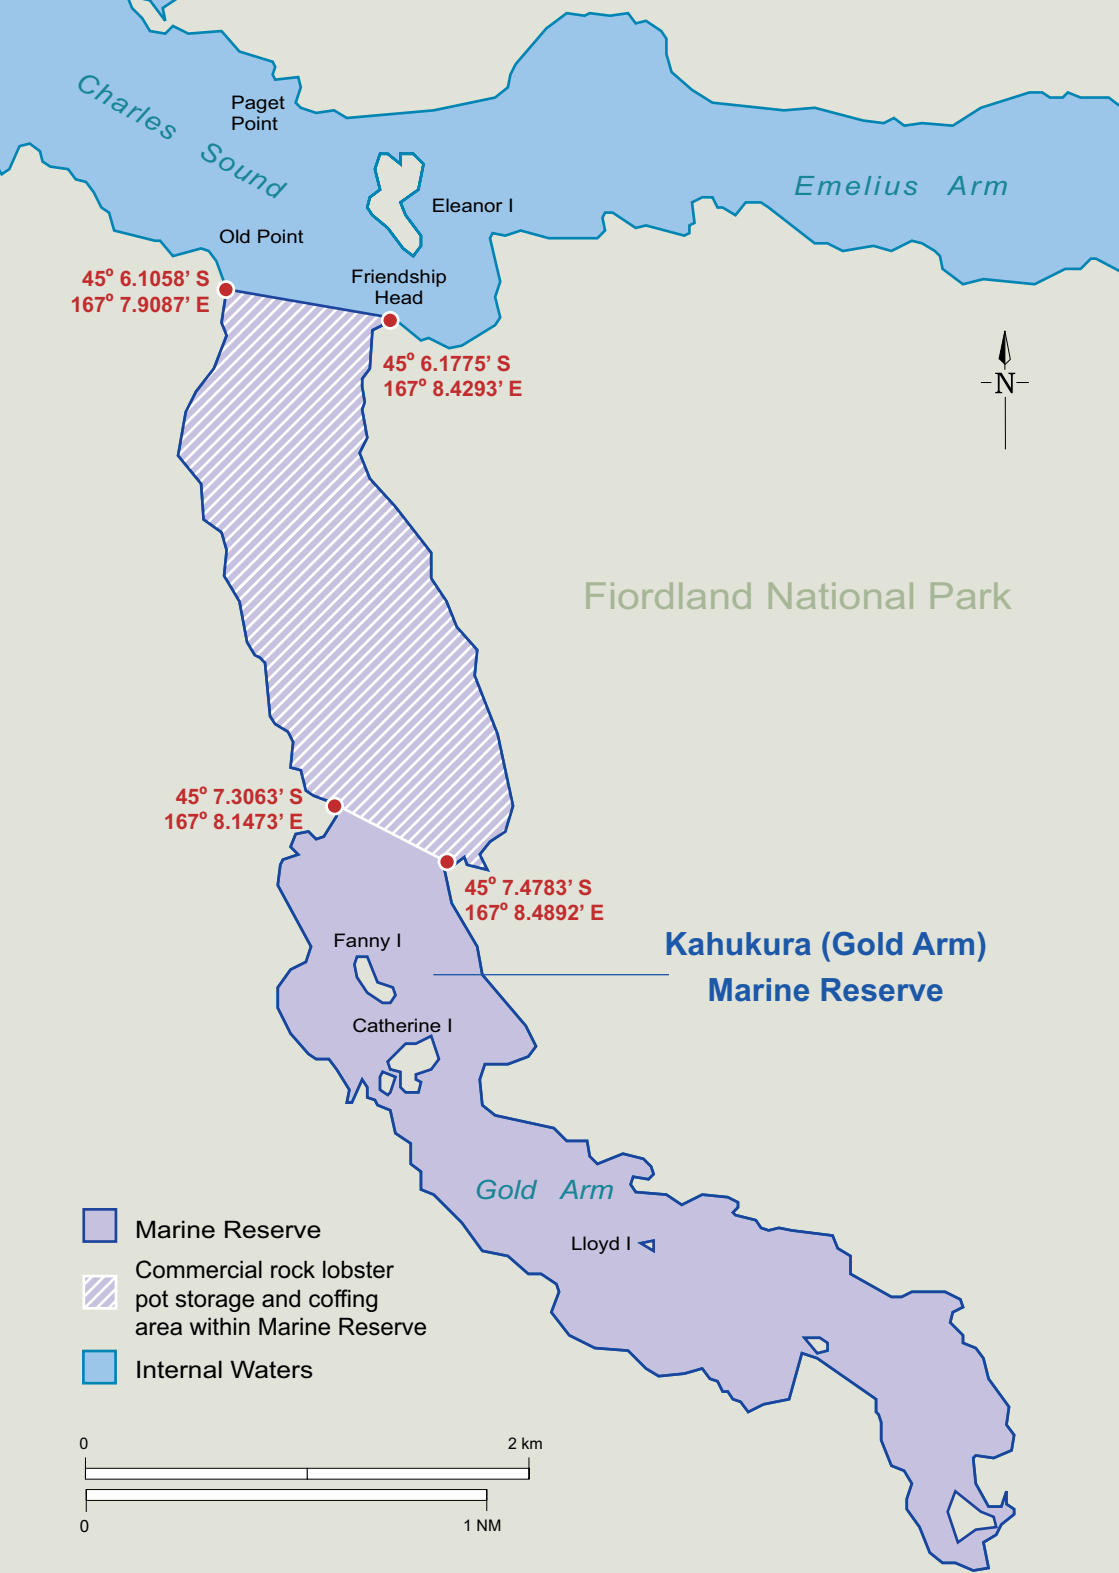 Charles Sound
Paget
Point
Emelius Arm
Eleanor I
Old Point
Friendship
Head
45° 6.1058’ S
167° 7.9087’ E
45° 6.1775’ S
167° 8.4293’ E
N
Fiordland National Park
45° 7.3063’ S
167° 8.1473’ E
45° 7.4783’ S
167° 8.4892’ E
Kahukura (Gold Arm)
Marine Reserve
Fanny I
Catherine I
Gold Arm
Lloyd I
Marine Reserve
Commercial rock lobster
pot storage and coffing
area within Marine Reserve
Internal Waters
0 2 km
0 1 NM